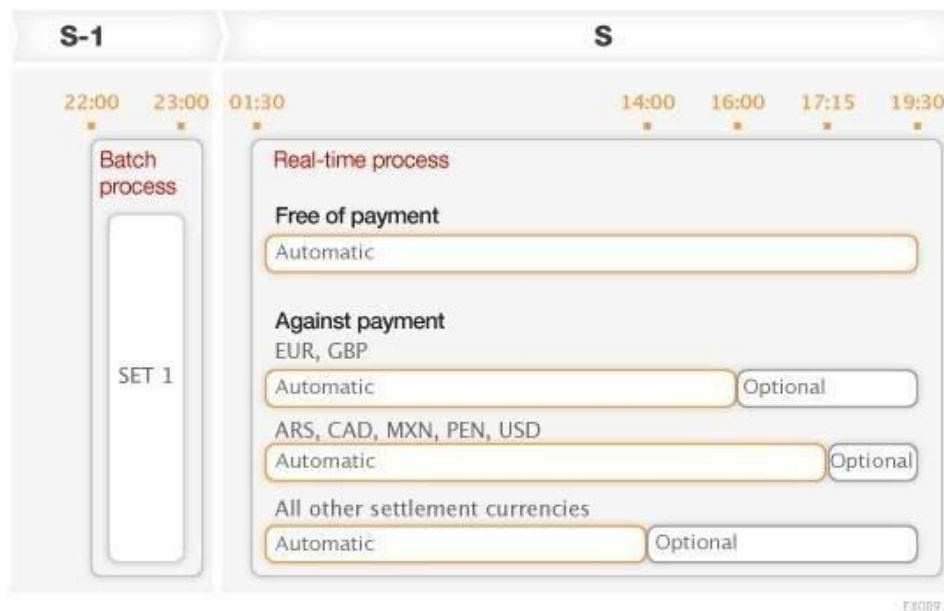 S-1
S
22:00 23:00 01:30 14:00 16:00 17:15 19:30
Batch
process
Real-time process
Free of payment
Automatic
Against payment
EUR, GBP
SET 1
Automatic Optional
ARS, CAD, MXN, PEN, USD
Automatic Optional
All other settlement currencies
Automatic Optional